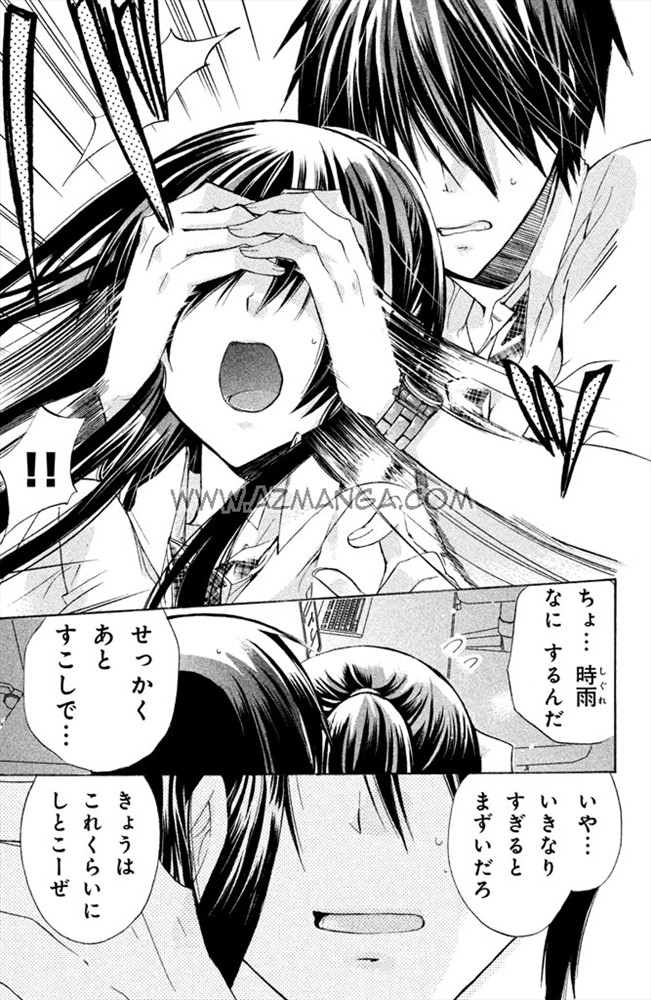 !!
WWW.AZMANGA.COM
ちょ…時雨
しぐれ
なに するんだ
せっかく
あと
すこしで…
いや…
いきなり
すぎると
まずいだろ
きょうは
これくらいに
しとこーぜ